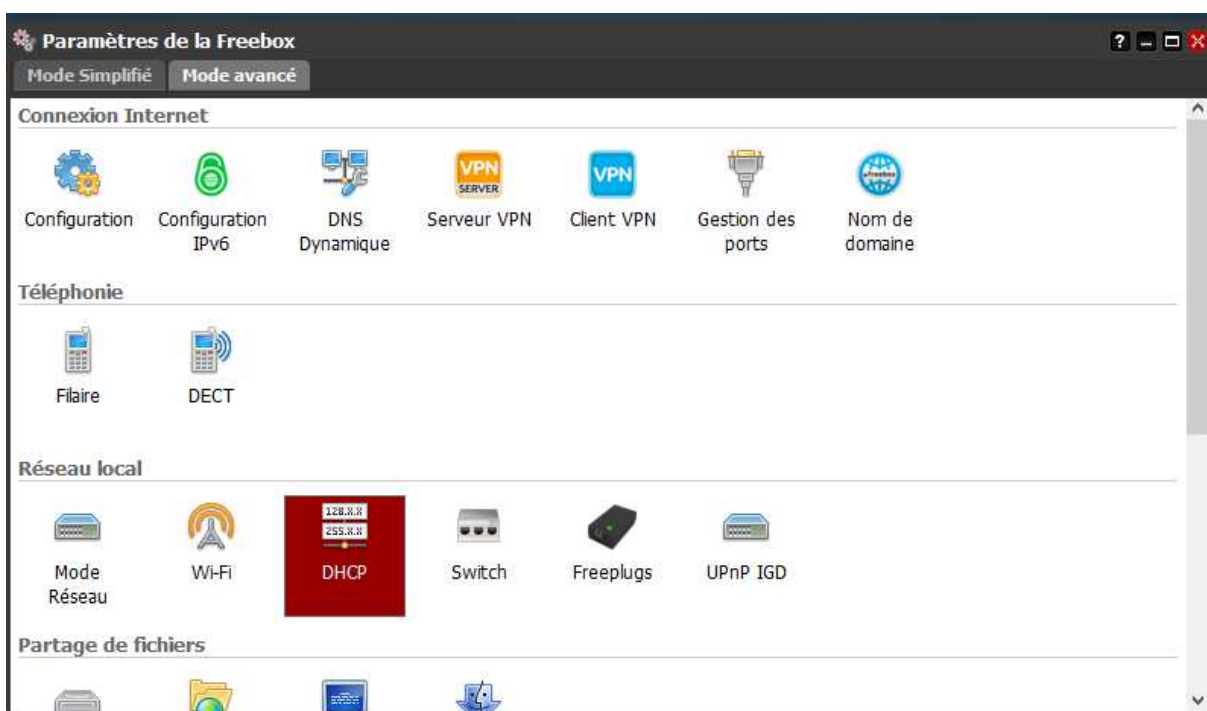 Paramètres de la Freebox
Mode Simplifié Mode avancé
Connexion Internet
VPN
SERVER
VPN
Configuration
Configuration
IPv6
DNS
Dynamique
Serveur VPN
Client VPN
Gestion des
ports
Nom de
domaine
Téléphonie
Filaire
DECT
Réseau local
128.X.X
255.X.X
Mode
Réseau
Wi-Fi
DHCP
Switch
Freeplugs
UPnP IGD
Partage de fichiers